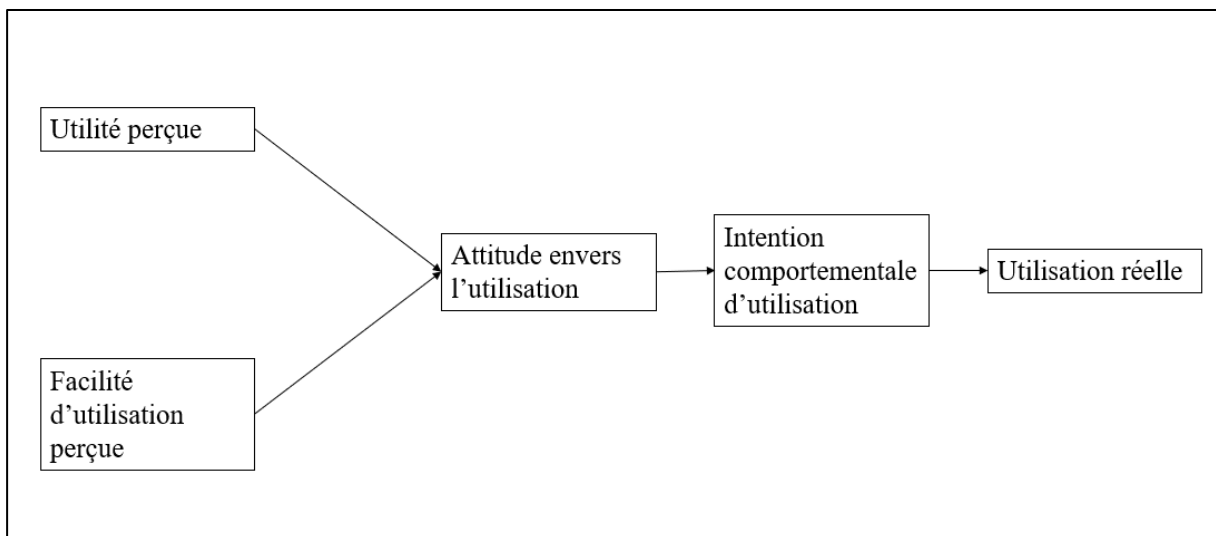 Utilité perçue
Facilité
d’utilisation
perçue
Attitude envers
l’utilisation
Intention
comportementale
d’utilisation
Utilisation réelle